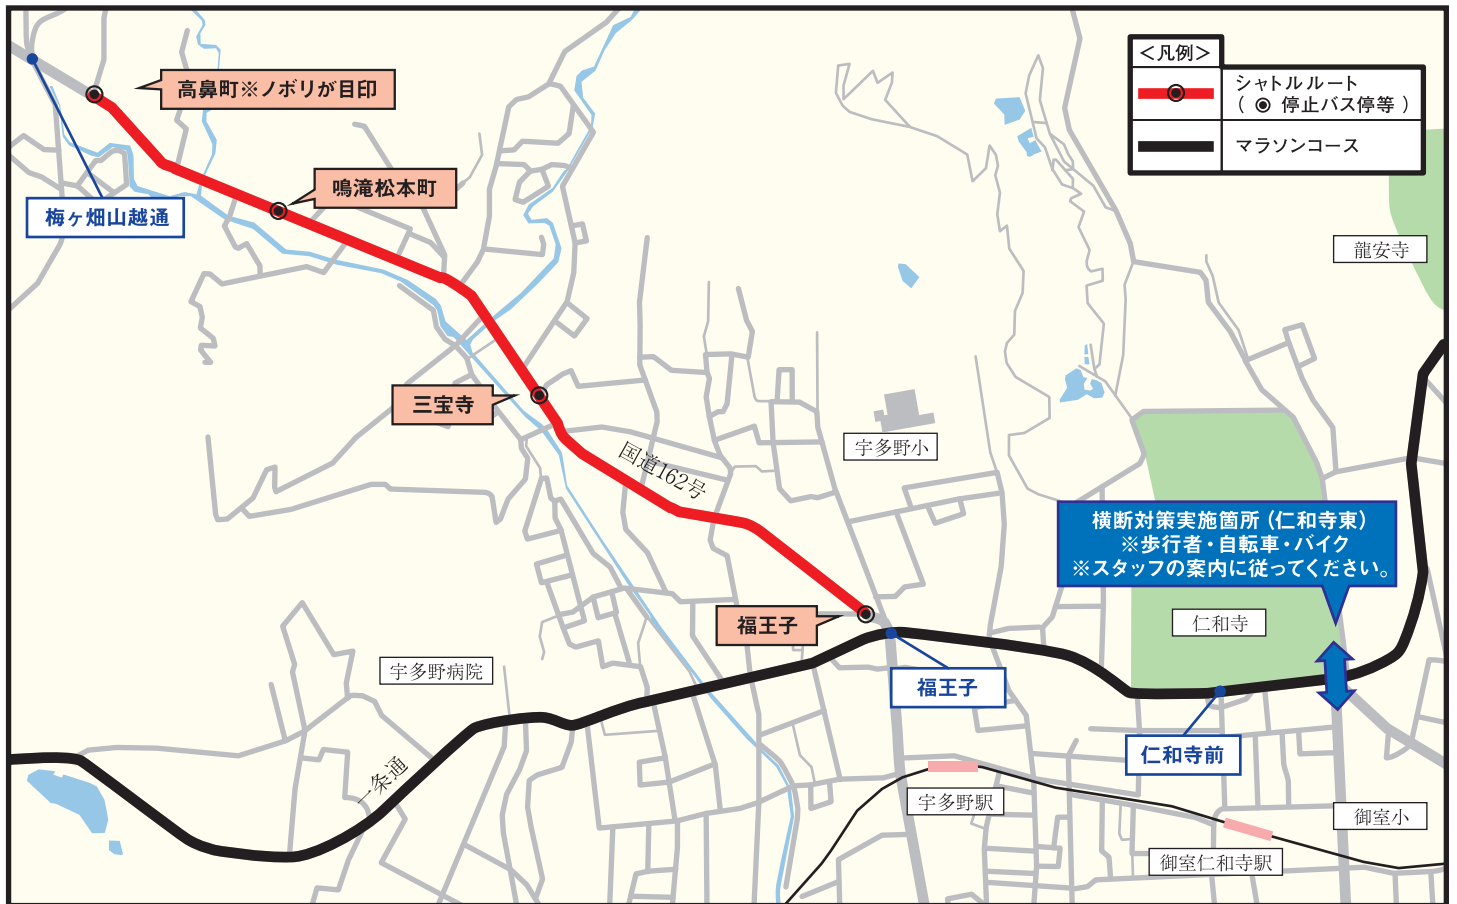 高鼻町※ノボリが目印
鳴滝松本町
梅ヶ畑山越通
三宝寺
国道162号
福王子
宇多野病院
一条通
＜凡例＞
シャトルルート
（ ◉ 停止バス停等 ）
マラソンコース
龍安寺
宇多野小
横断対策実施箇所（仁和寺東）
※歩行者・自転車・バイク
※スタッフの案内に従ってください。
仁和寺
福王子
仁和寺前
宇多野駅
御室小
御室仁和寺駅